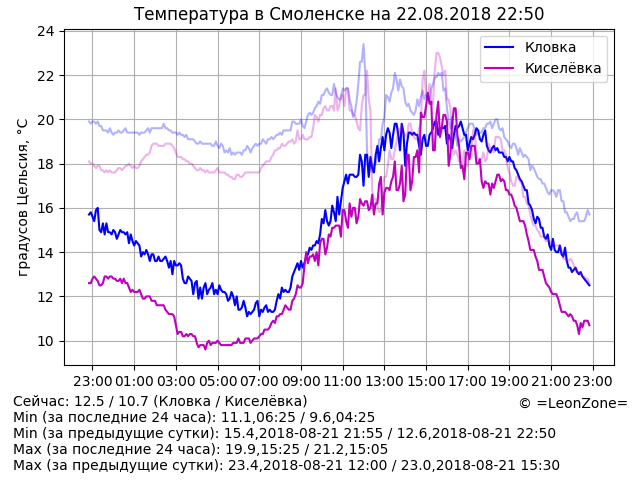 Температура в Смоленске на 22.08.2018 22:50
24
22
20
18
16
14
12
10
градусов Цельсия, °C
Кловка
Киселёвка
23:00 01:00 03:00 05:00 07:00 09:00 11:00 13:00 15:00 17:00 19:00 21:00 23:00
Сейчас: 12.5 / 10.7 (Кловка / Киселёвка)
© =LeonZone=
Min (за последние 24 часа): 11.1,06:25 / 9.6,04:25
Min (за предыдущие сутки): 15.4,2018-08-21 21:55 / 12.6,2018-08-21 22:50
Max (за последние 24 часа): 19.9,15:25 / 21.2,15:05
Max (за предыдущие сутки): 23.4,2018-08-21 12:00 / 23.0,2018-08-21 15:30